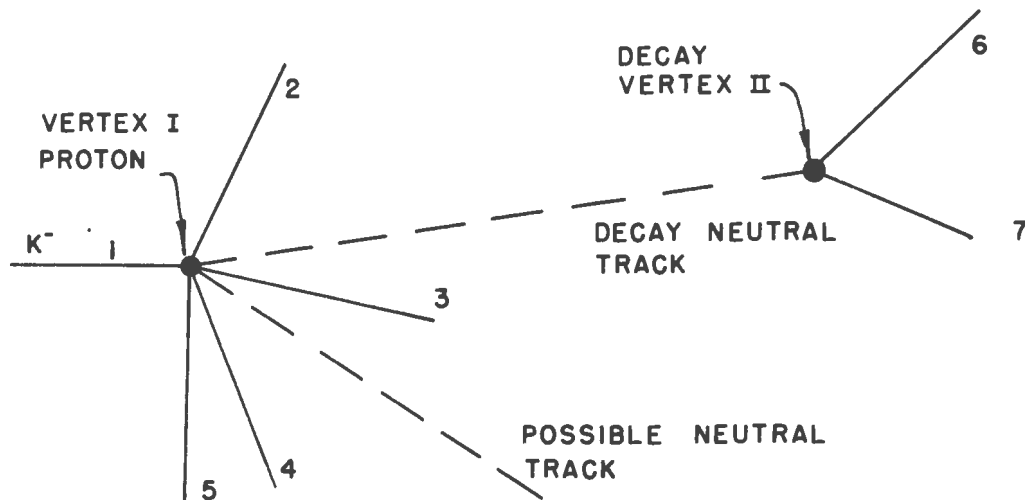 6
DECAY
VERTEX II
2
VERTEX I
PROTON
K⁻ 1
DECAY NEUTRAL
TRACK
7
3
POSSIBLE NEUTRAL
TRACK
4
5